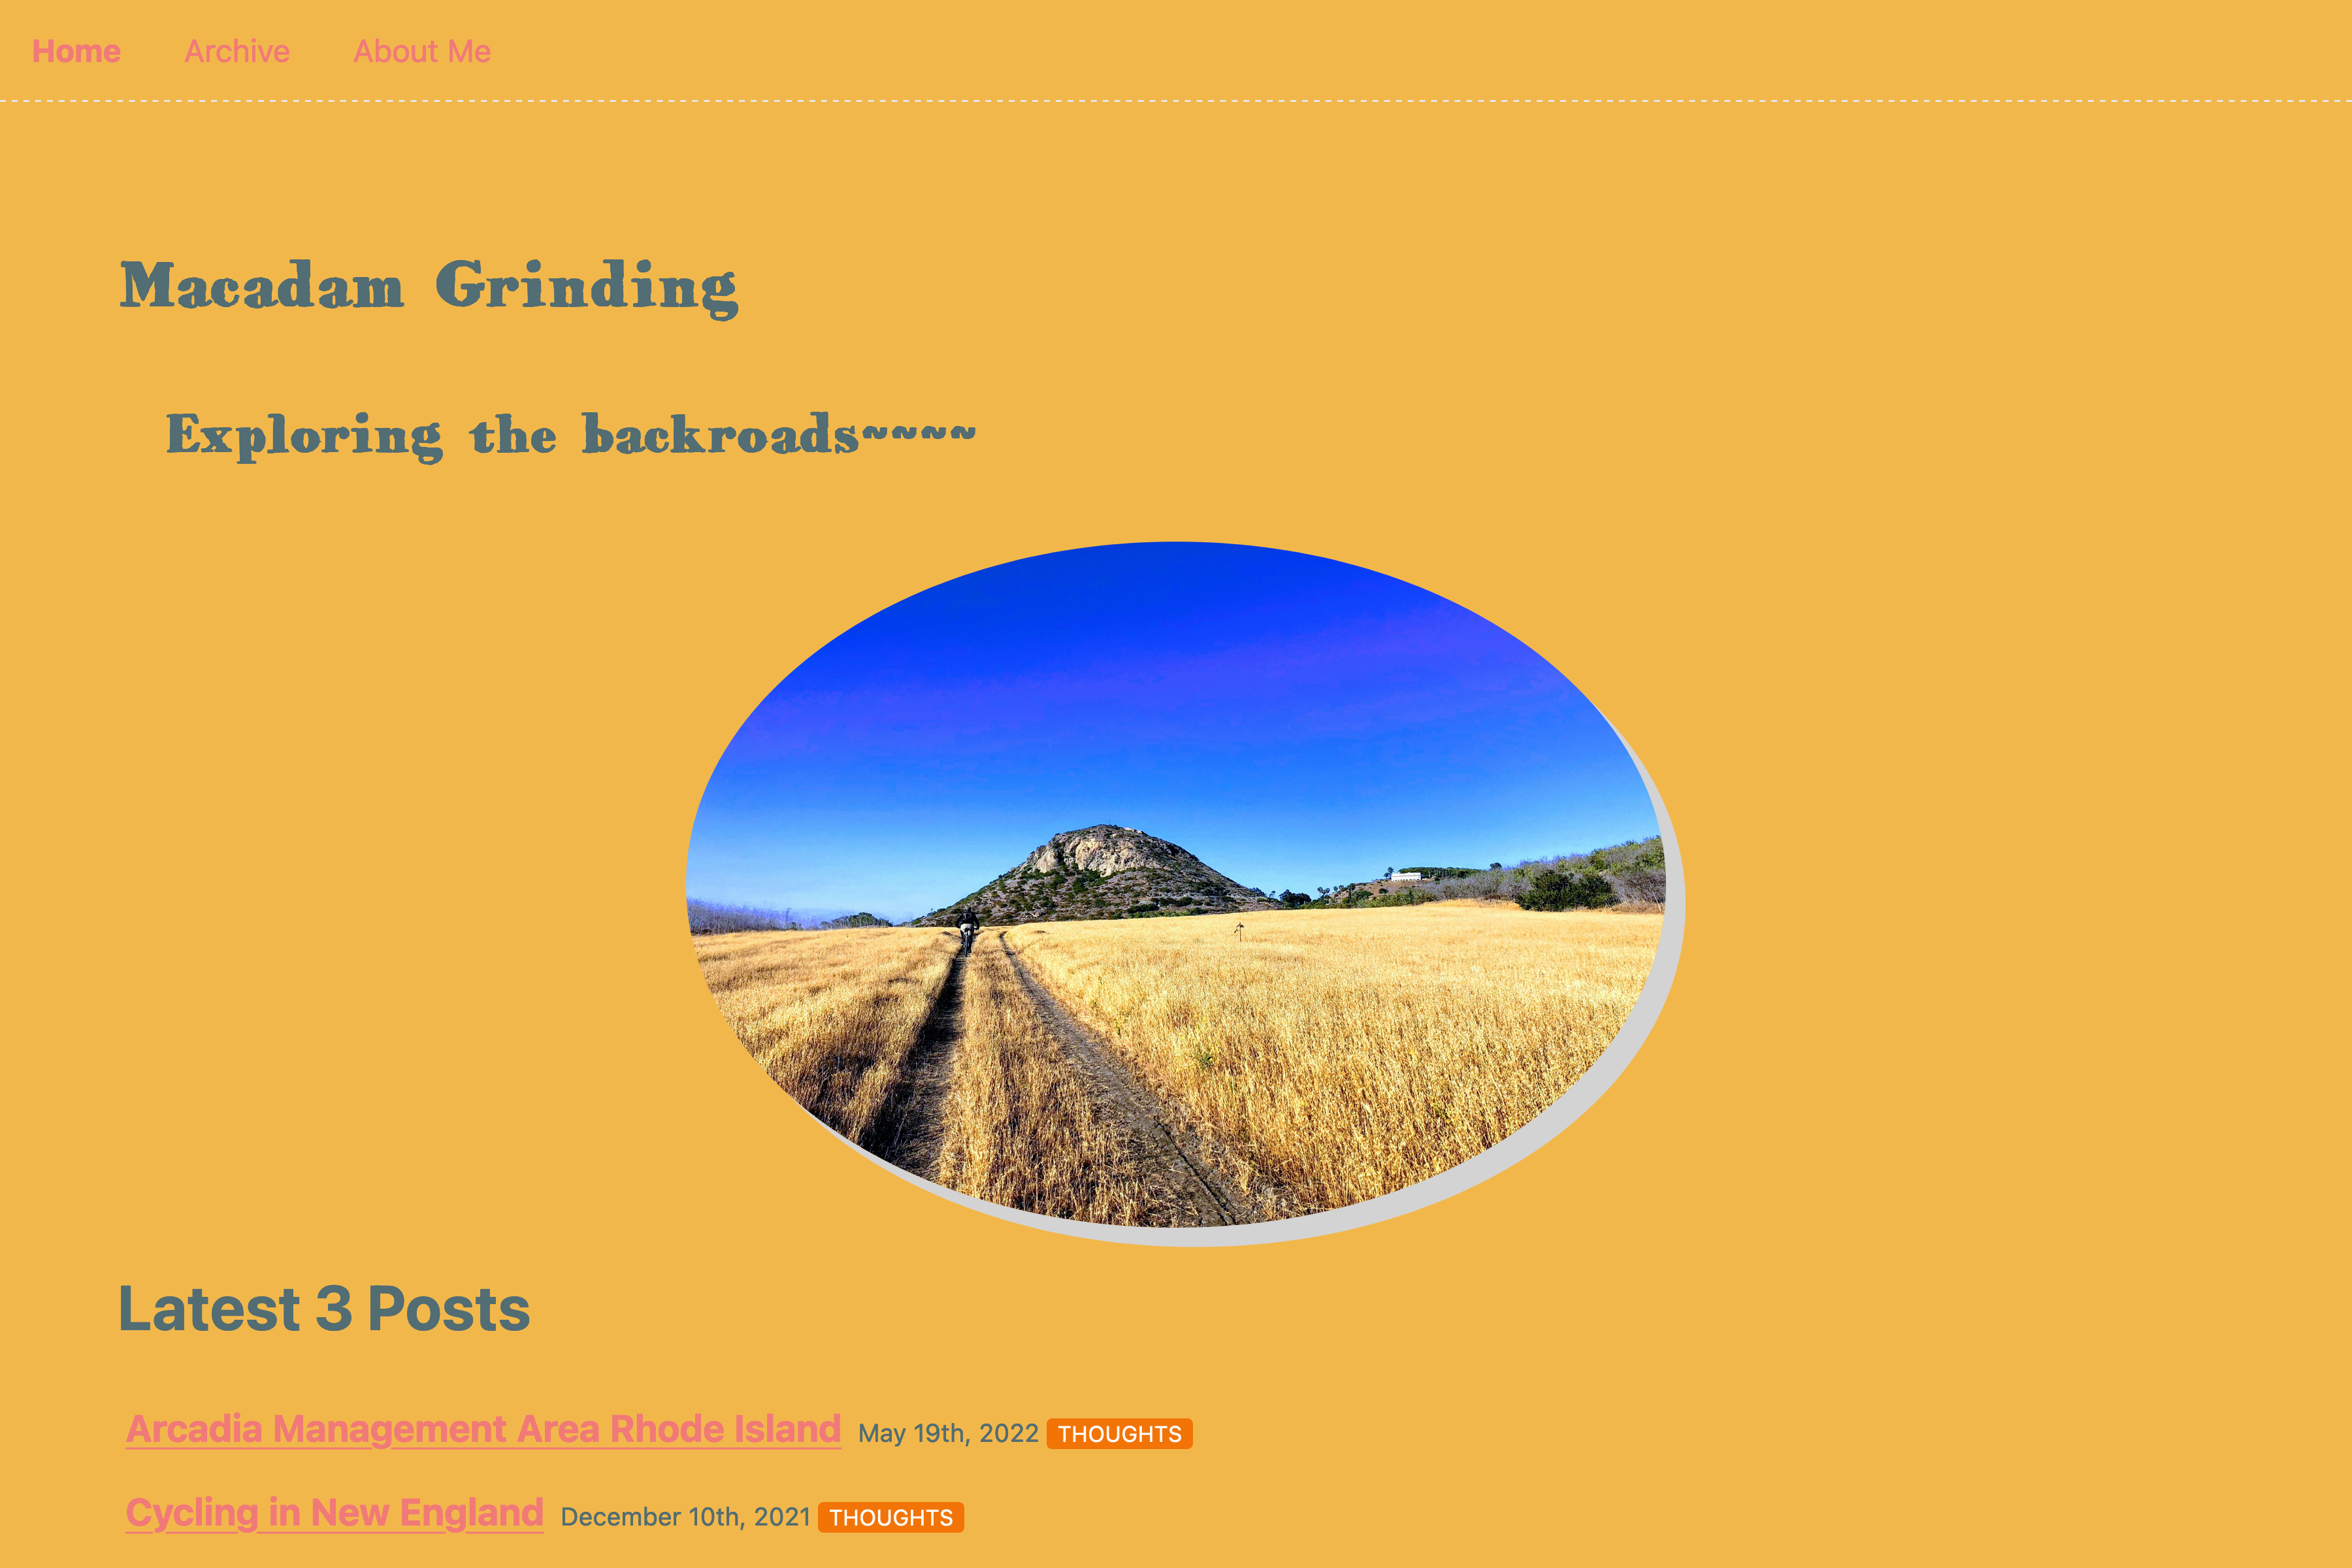 Home Archive About Me
Macadam Grinding
Exploring the backroads~~~~
Latest 3 Posts
Arcadia Management Area Rhode Island May 19th, 2022 THOUGHTS
Cycling in New England December 10th, 2021 THOUGHTS